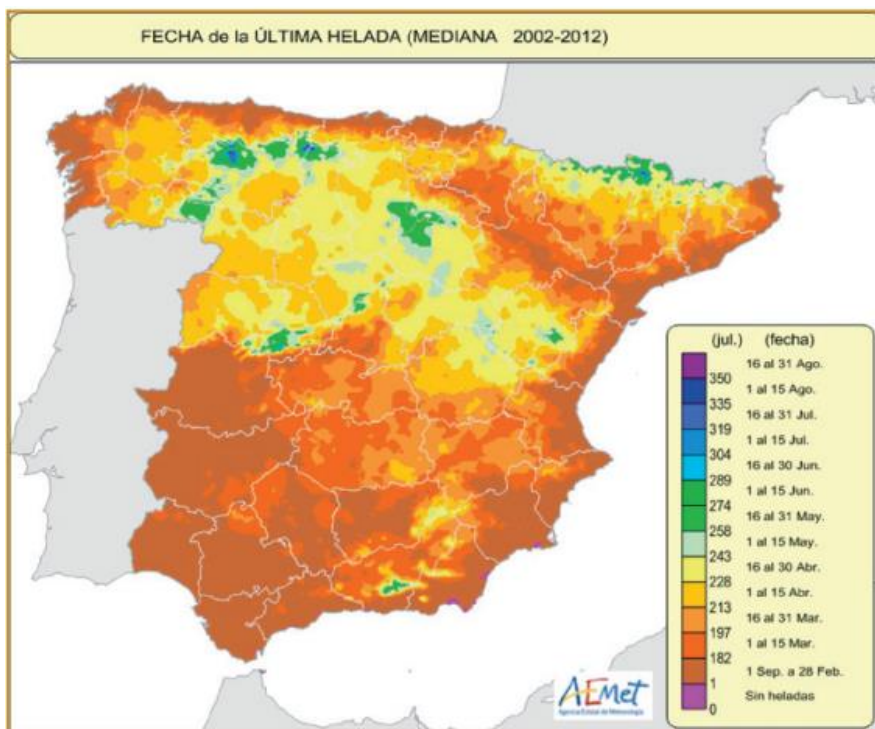 FECHA de la ÚLTIMA HELADA (MEDIANA 2002-2012)
(jul.) (fecha)
16 al 31 Ago.
350
1 al 15 Ago.
335
16 al 31 Jul.
319
1 al 15 Jul.
304
16 al 30 Jun.
289
1 al 15 Jun.
274
16 al 31 May.
258
1 al 15 May.
243
16 al 30 Abr.
228
1 al 15 Abr.
213
16 al 31 Mar.
197
1 al 15 Mar.
182
1 Sep. a 28 Feb.
1
Sin heladas
0
AEmet
Agencia Estatal de Meteorología